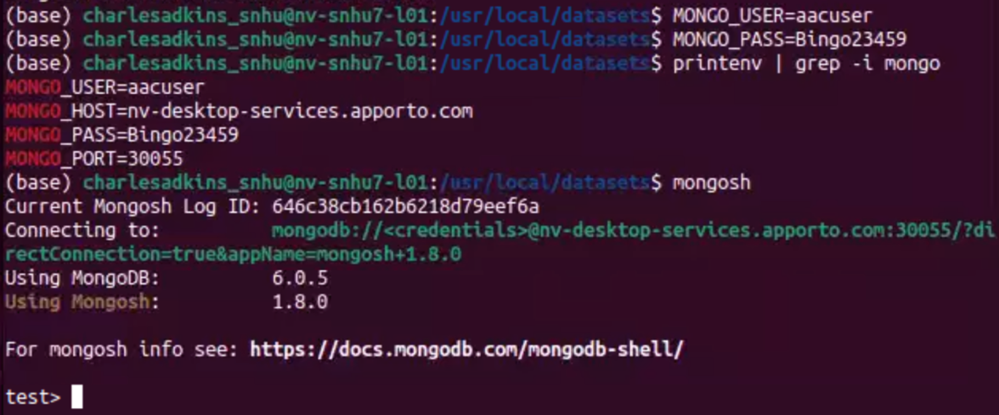 (base) charlesadkins_snhu@nv-snhu7-l01:/usr/local/datasets$ MONGO_USER=aacuser
(base) charlesadkins_snhu@nv-snhu7-l01:/usr/local/datasets$ MONGO_PASS=Bingo23459
(base) charlesadkins_snhu@nv-snhu7-l01:/usr/local/datasets$ printenv | grep -i mongo
MONGO_USER=aacuser
MONGO_HOST=nv-desktop-services.apporto.com
MONGO_PASS=Bingo23459
MONGO_PORT=30055
(base) charlesadkins_snhu@nv-snhu7-l01:/usr/local/datasets$ mongosh
Current Mongosh Log ID: 646c38cb162b6218d79eef6a
Connecting to: mongodb://<credentials>@nv-desktop-services.apporto.com:30055/?di
rectConnection=true&appName=mongosh+1.8.0
Using MongoDB: 6.0.5
Using Mongosh: 1.8.0
For mongosh info see: https://docs.mongodb.com/mongodb-shell/
test>